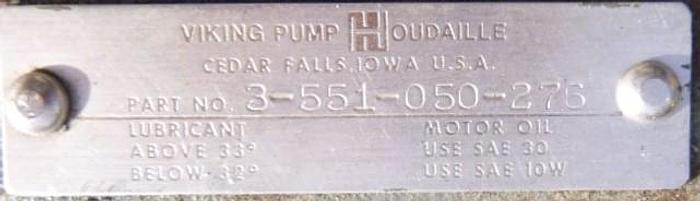 VIKING PUMP HOUDAILLE
CEDAR FALLS, IOWA U.S.A.
PART NO. 3-551-050-276
LUBRICANT MOTOR OIL
ABOVE 33° USE SAE 30
BELOW-32° USE SAE 10W